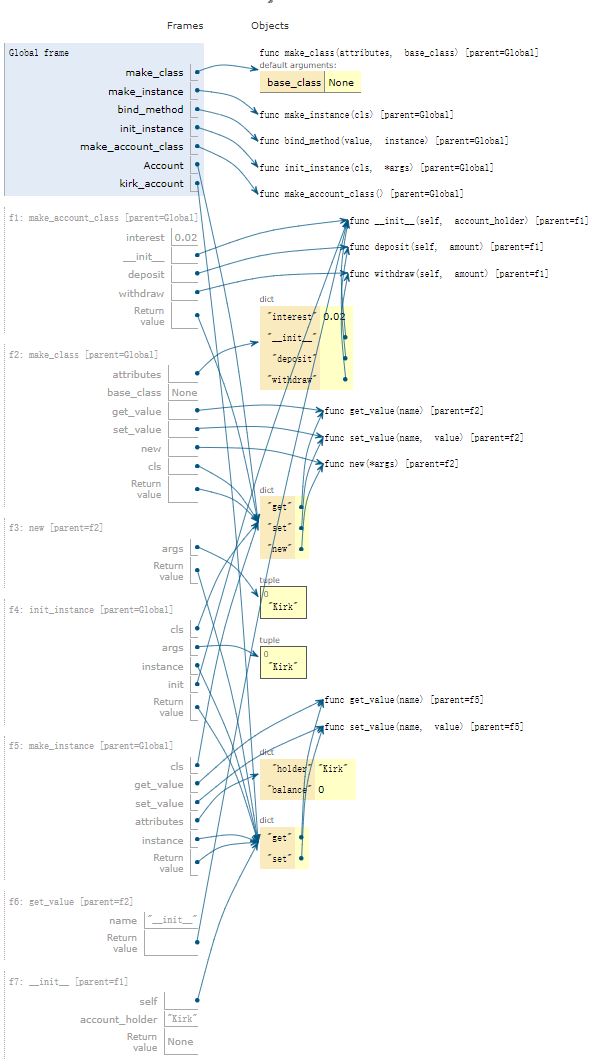 Frames Objects
Global frame
func make_class(attributes, base_class) [parent=Global]
default arguments:
make_class
base_class None
make_instance
func make_instance(cls) [parent=Global]
bind_method
func bind_method(value, instance) [parent=Global]
init_instance
func init_instance(cls, *args) [parent=Global]
make_account_class
func make_account_class() [parent=Global]
Account
kirk_account
f1: make_account_class [parent=Global]
func __init__(self, account_holder) [parent=f1]
interest 0.02
func deposit(self, amount) [parent=f1]
__init__
deposit
func withdraw(self, amount) [parent=f1]
withdraw
Return
value
dict
"interest" 0.02
"__init__"
"deposit"
"withdraw"
f2: make_class [parent=Global]
attributes
base_class None
get_value
func get_value(name) [parent=f2]
set_value
func set_value(name, value) [parent=f2]
new
func new(*args) [parent=f2]
cls
Return
value
dict
"get"
"set"
"new"
f3: new [parent=f2]
args
Return
value
tuple
0
"Kirk"
f4: init_instance [parent=Global]
cls
args
tuple
0
"Kirk"
instance
init
Return
value
func get_value(name) [parent=f5]
func set_value(name, value) [parent=f5]
f5: make_instance [parent=Global]
cls
get_value
set_value
attributes
instance
Return
value
dict
"holder" "Kirk"
"balance" 0
dict
"get"
"set"
f6: get_value [parent=f2]
name "__init__"
Return
value
f7: __init__ [parent=f1]
self
account_holder "Kirk"
Return
value None